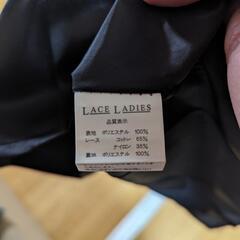 LACE LADIES
品質表示
表地 ポリエステル 100%
レース コットン 65%
ナイロン 35%
裏地 ポリエステル 100%